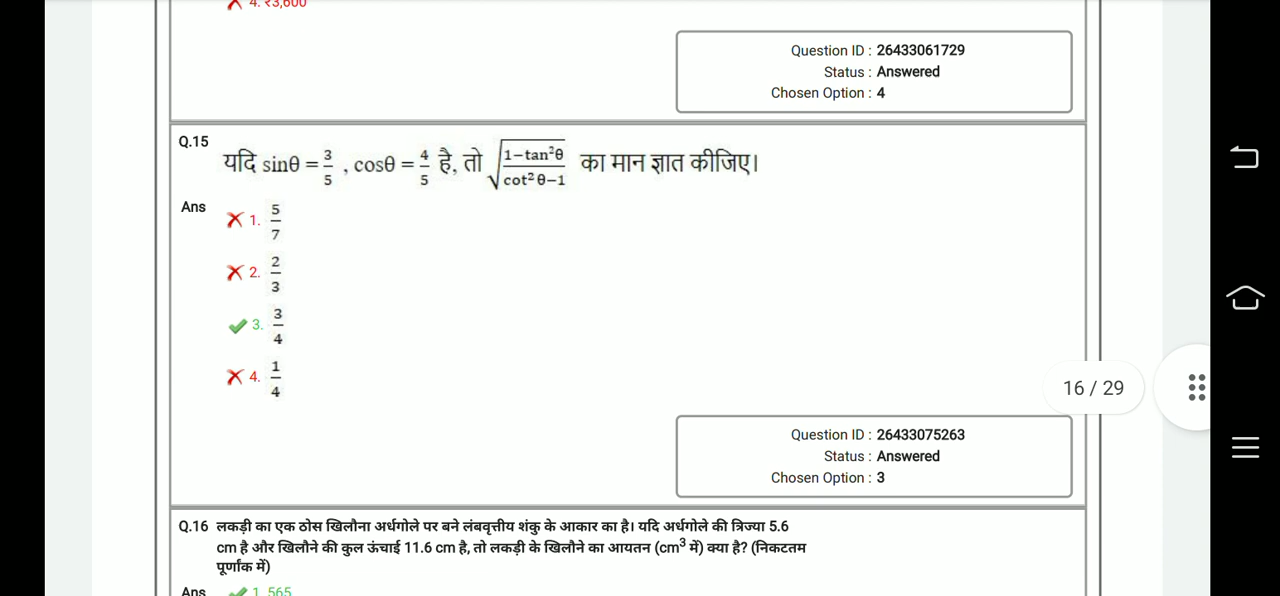 4. ₹3,600
Question ID : 26433061729
Status : Answered
Chosen Option : 4
Q.15 यदि sinθ = 3/5 , cosθ = 4/5 है, तो √((1−tan²θ)/(cot²θ−1)) का मान ज्ञात कीजिए।
Ans
1. 5/7
2. 2/3
3. 3/4
4. 1/4
16 / 29
Question ID : 26433075263
Status : Answered
Chosen Option : 3
Q.16 लकड़ी का एक ठोस खिलौना अर्धगोले पर बने लंबवृत्तीय शंकु के आकार का है। यदि अर्धगोले की त्रिज्या 5.6
cm है और खिलौने की कुल ऊंचाई 11.6 cm है, तो लकड़ी के खिलौने का आयतन (cm³ में) क्या है? (निकटतम
पूर्णांक में)
Ans 1. 565